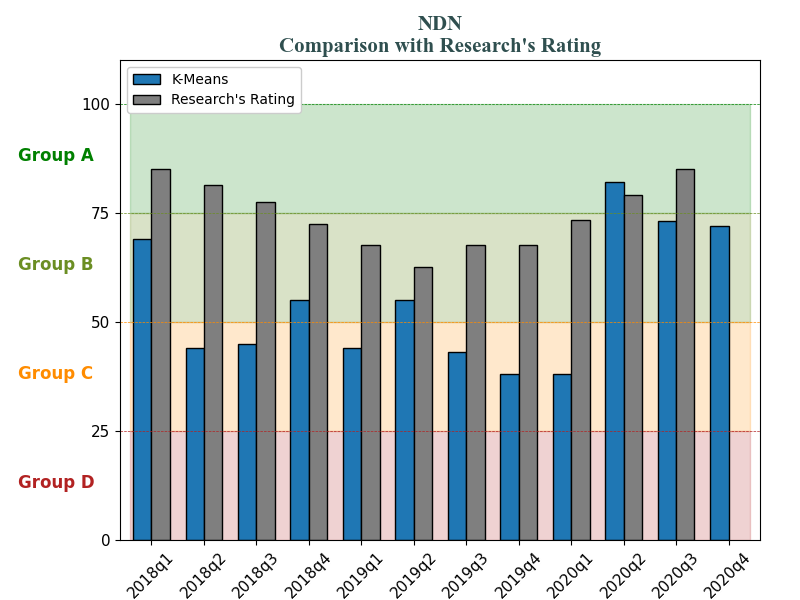 NDN
Comparison with Research's Rating
K-Means
Research's Rating
100
Group A
75
Group B
50
Group C
25
Group D
0
2018q1
2018q2
2018q3
2018q4
2019q1
2019q2
2019q3
2019q4
2020q1
2020q2
2020q3
2020q4